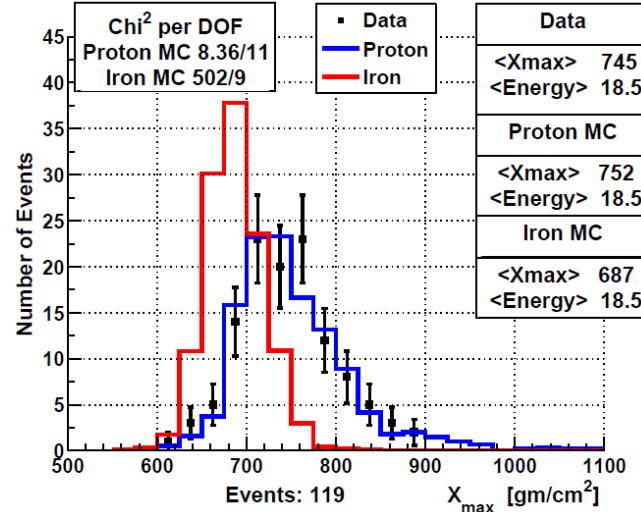 Chi² per DOF
Proton MC 8.36/11
Iron MC 502/9
Data
Proton
Iron
Data
<Xmax> 745
<Energy> 18.5
Proton MC
<Xmax> 752
<Energy> 18.5
Iron MC
<Xmax> 687
<Energy> 18.5
Number of Events
45
40
35
30
25
20
15
10
5
0
500 600 700 800 900 1000 1100
Events: 119 X_max [gm/cm²]